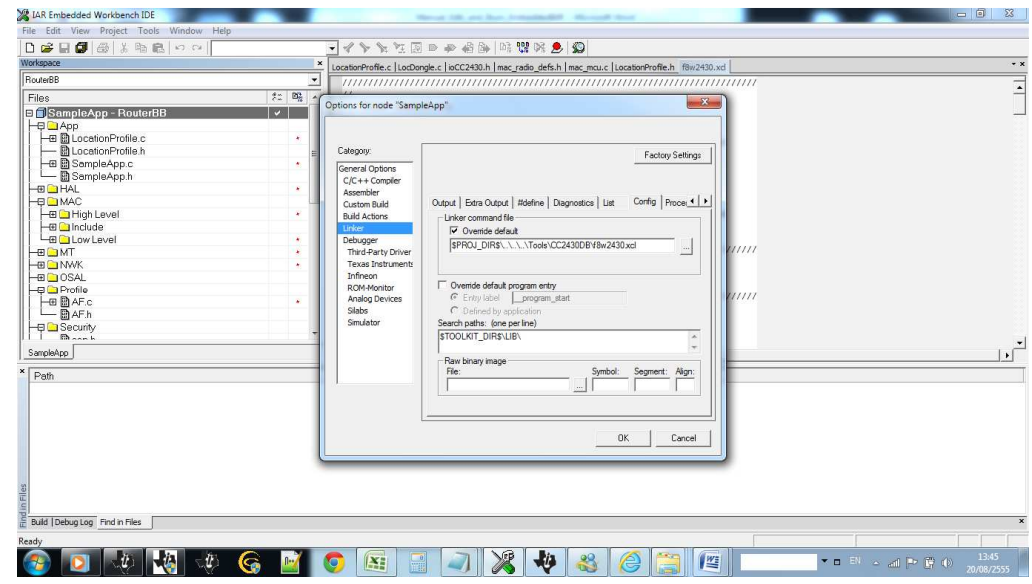 IAR Embedded Workbench IDE
File Edit View Project Tools Window Help
Workspace
LocationProfile.c | LocDongle.c | ioCC2430.h | mac_radio_defs.h | mac_mcu.c | LocationProfile.h | f8w2430.xcl
RouterBB
Files
SampleApp - RouterBB
App
LocationProfile.c
LocationProfile.h
SampleApp.c
SampleApp.h
HAL
MAC
High Level
Include
Low Level
MT
NWK
OSAL
Profile
AF.c
AF.h
Security
SampleApp
Options for node "SampleApp"
Category:
General Options
C/C++ Compiler
Assembler
Custom Build
Build Actions
Linker
Debugger
Third-Party Driver
Texas Instruments
Infineon
ROM-Monitor
Analog Devices
Silabs
Simulator
Factory Settings
Output | Extra Output | #define | Diagnostics | List Config Proce
Linker command file
Override default
$PROJ_DIR$\..\..\..\Tools\CC2430DB\f8w2430.xcl
...
Override default program entry
Entry label __program_start
Defined by application
Search paths: (one per line)
$TOOLKIT_DIR$\LIB\
Raw binary image
File: Symbol: Segment: Align:
...
OK Cancel
Path
Find in Files
Build | Debug Log Find in Files
Ready
EN
13:45
20/08/2555